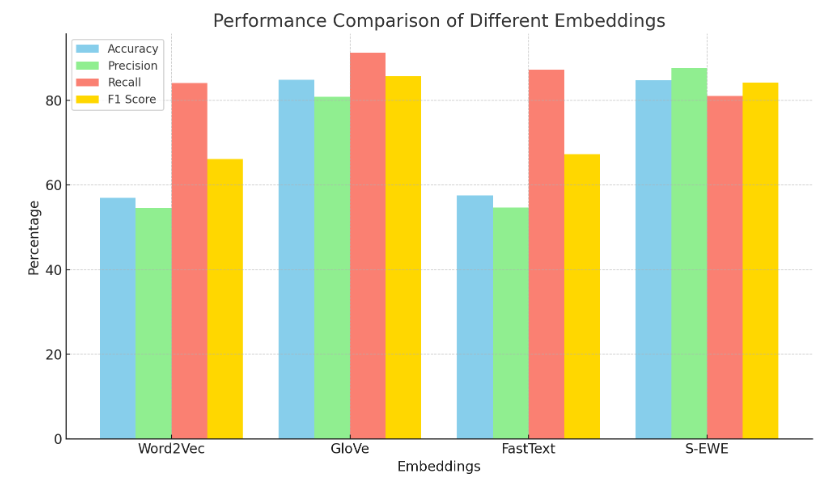 Performance Comparison of Different Embeddings
Accuracy
Precision
Recall
F1 Score
80
60
40
20
0
Percentage
Word2Vec GloVe FastText S-EWE
Embeddings